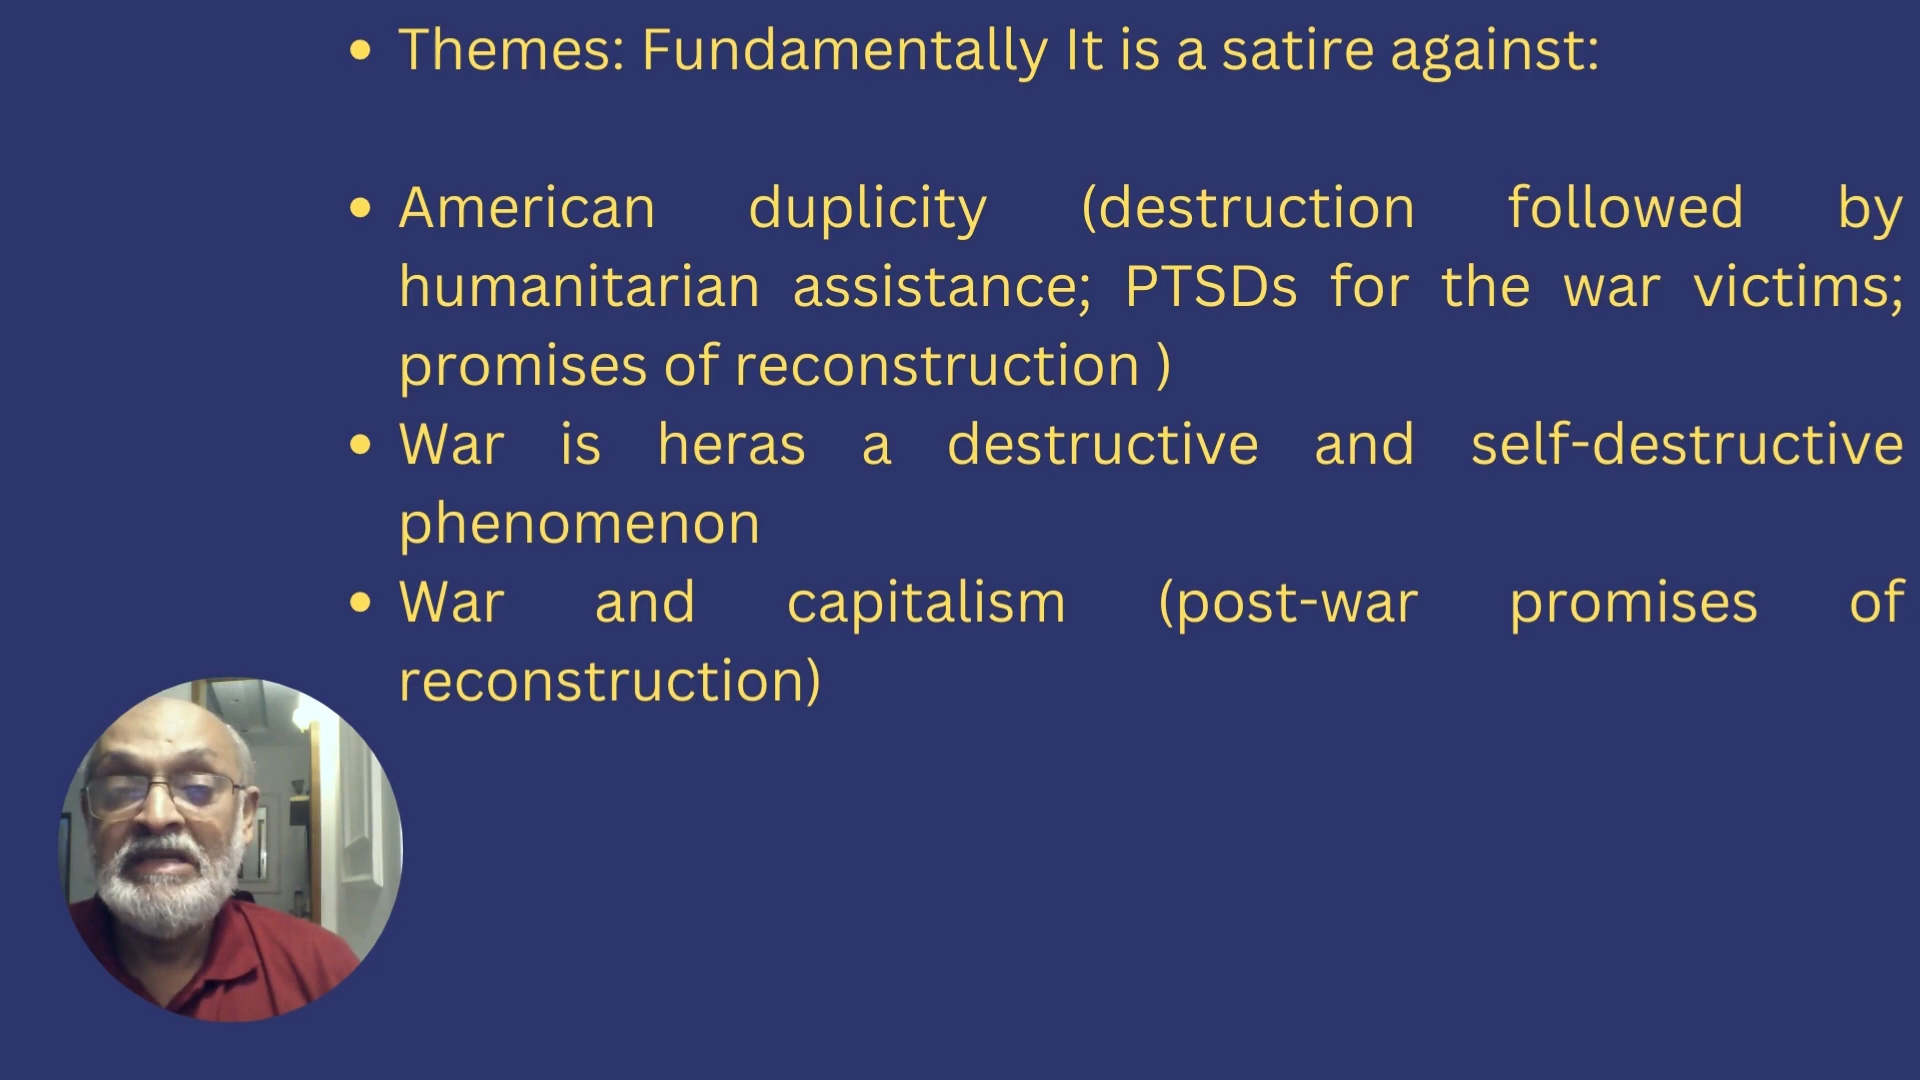 • Themes: Fundamentally It is a satire against:
• American duplicity (destruction followed by
humanitarian assistance; PTSDs for the war victims;
promises of reconstruction )
• War is heras a destructive and self-destructive
phenomenon
• War and capitalism (post-war promises of
reconstruction)